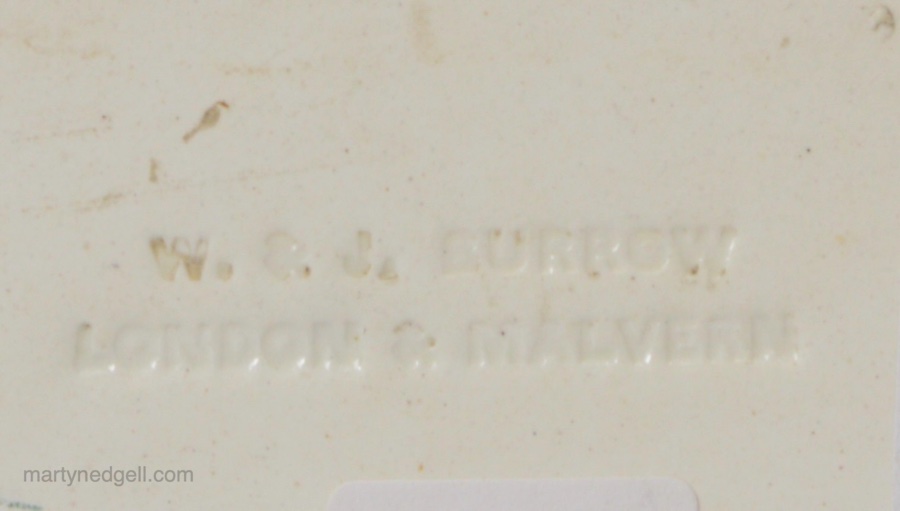 W. & J. BURROW
LONDON & MALVERN
martynedgell.com